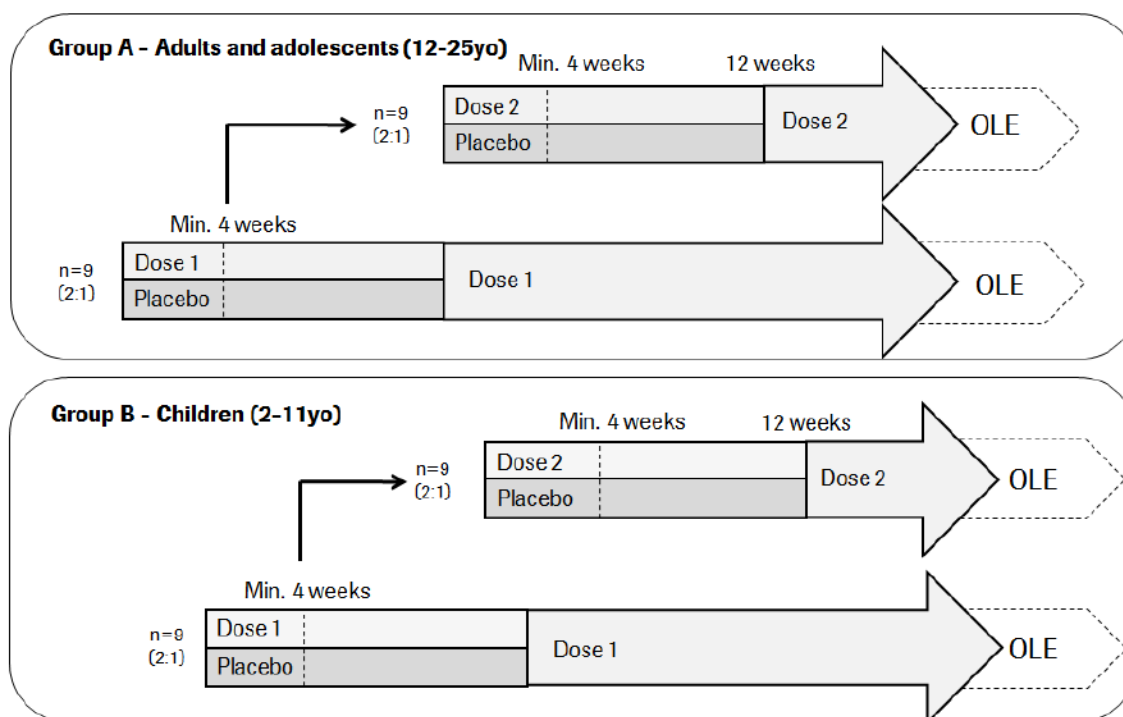 Group A – Adults and adolescents (12-25yo)
Min. 4 weeks
12 weeks
n=9
(2:1)
Dose 2
Placebo
Dose 2
OLE
Min. 4 weeks
n=9
(2:1)
Dose 1
Placebo
Dose 1
OLE
Group B – Children (2-11yo)
Min. 4 weeks
12 weeks
n=9
(2:1)
Dose 2
Placebo
Dose 2
OLE
Min. 4 weeks
n=9
(2:1)
Dose 1
Placebo
Dose 1
OLE